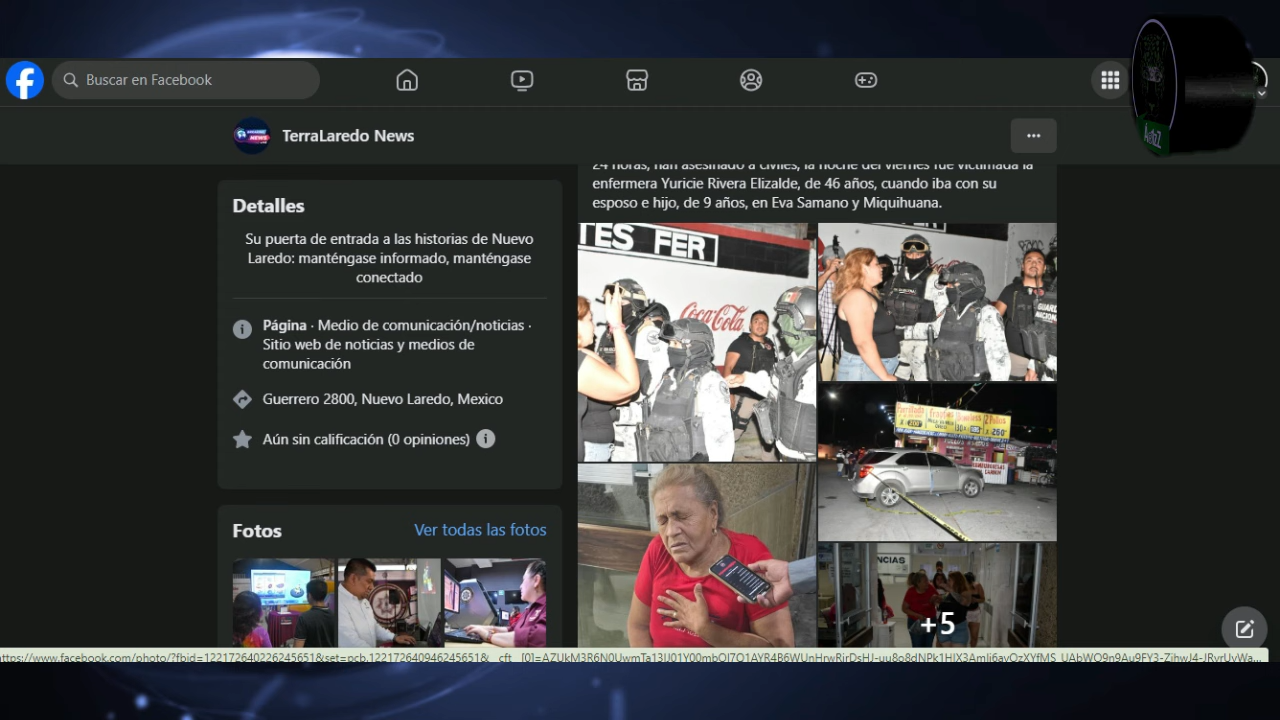 Buscar en Facebook
TerraLaredo News
Detalles
Su puerta de entrada a las historias de Nuevo
Laredo: manténgase informado, manténgase
conectado
Página · Medio de comunicación/noticias ·
Sitio web de noticias y medios de
comunicación
Guerrero 2800, Nuevo Laredo, Mexico
Aún sin calificación (0 opiniones)
Fotos
Ver todas las fotos
24 horas, han asesinado a civiles, la noche del viernes fue victimada la
enfermera Yuricie Rivera Elizalde, de 46 años, cuando iba con su
esposo e hijo, de 9 años, en Eva Samano y Miquihuana.
TES FER
Coca-Cola
NCIAS
+5